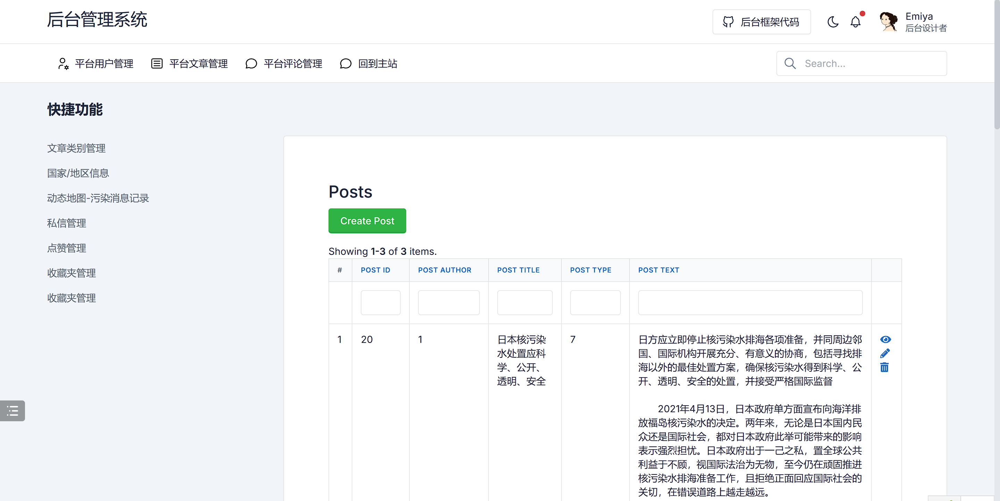 后台管理系统
后台框架代码
Emiya
后台设计者
平台用户管理
平台文章管理
平台评论管理
回到主站
Search...
快捷功能
文章类别管理
国家/地区信息
动态地图-污染消息记录
私信管理
点赞管理
收藏夹管理
收藏夹管理
Posts
Create Post
Showing 1-3 of 3 items.
# POST ID POST AUTHOR POST TITLE POST TYPE POST TEXT
1 20 1
日本核污染
水处置应科
学、公开、
透明、安全
7
日方应立即停止核污染水排海各项准备，并同周边邻
国、国际机构开展充分、有意义的协商，包括寻找排
海以外的最佳处置方案，确保核污染水得到科学、公
开、透明、安全的处置，并接受严格国际监督
2021年4月13日，日本政府单方面宣布向海洋排
放福岛核污染水的决定。两年来，无论是日本国内民
众还是国际社会，都对日本政府此举可能带来的影响
表示强烈担忧。日本政府出于一己之私，置全球公共
利益于不顾，视国际法治为无物，至今仍在顽固推进
核污染水排海准备工作，且拒绝正面回应国际社会的
关切，在错误道路上越走越远。